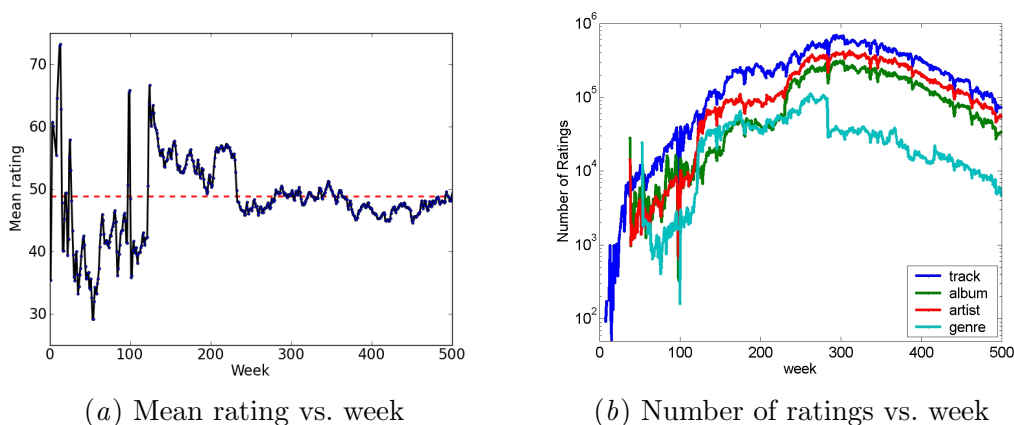 Mean rating
70
60
50
40
30
0
100
200
300
400
500
Week
(a) Mean rating vs. week
Number of Ratings
10^6
10^5
10^4
10^3
10^2
0
100
200
300
400
500
week
track
album
artist
genre
(b) Number of ratings vs. week